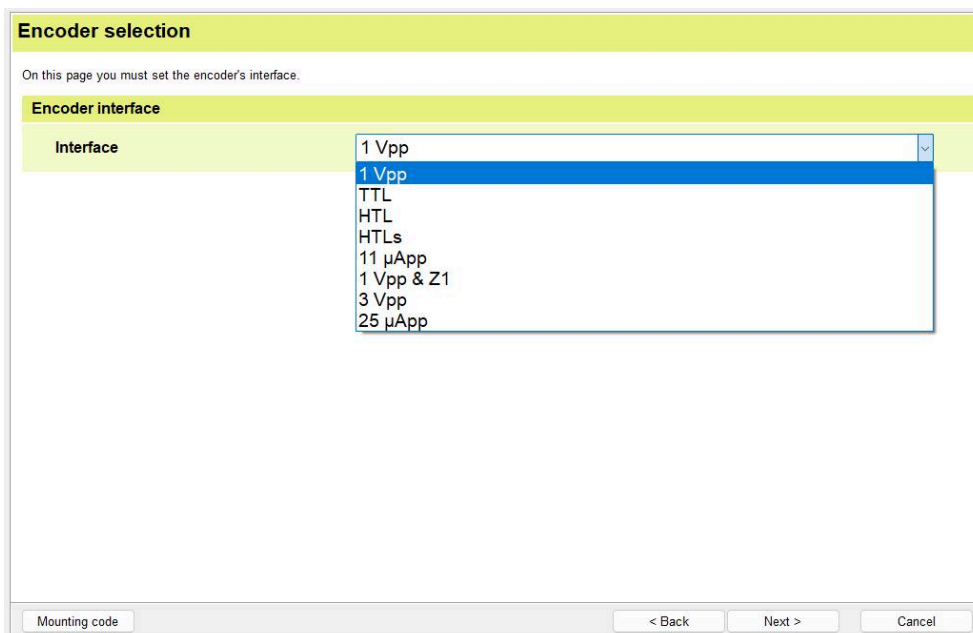 Encoder selection
On this page you must set the encoder's interface.
Encoder interface
Interface
1 Vpp
1 Vpp
TTL
HTL
HTLs
11 µApp
1 Vpp & Z1
3 Vpp
25 µApp
Mounting code
< Back
Next >
Cancel